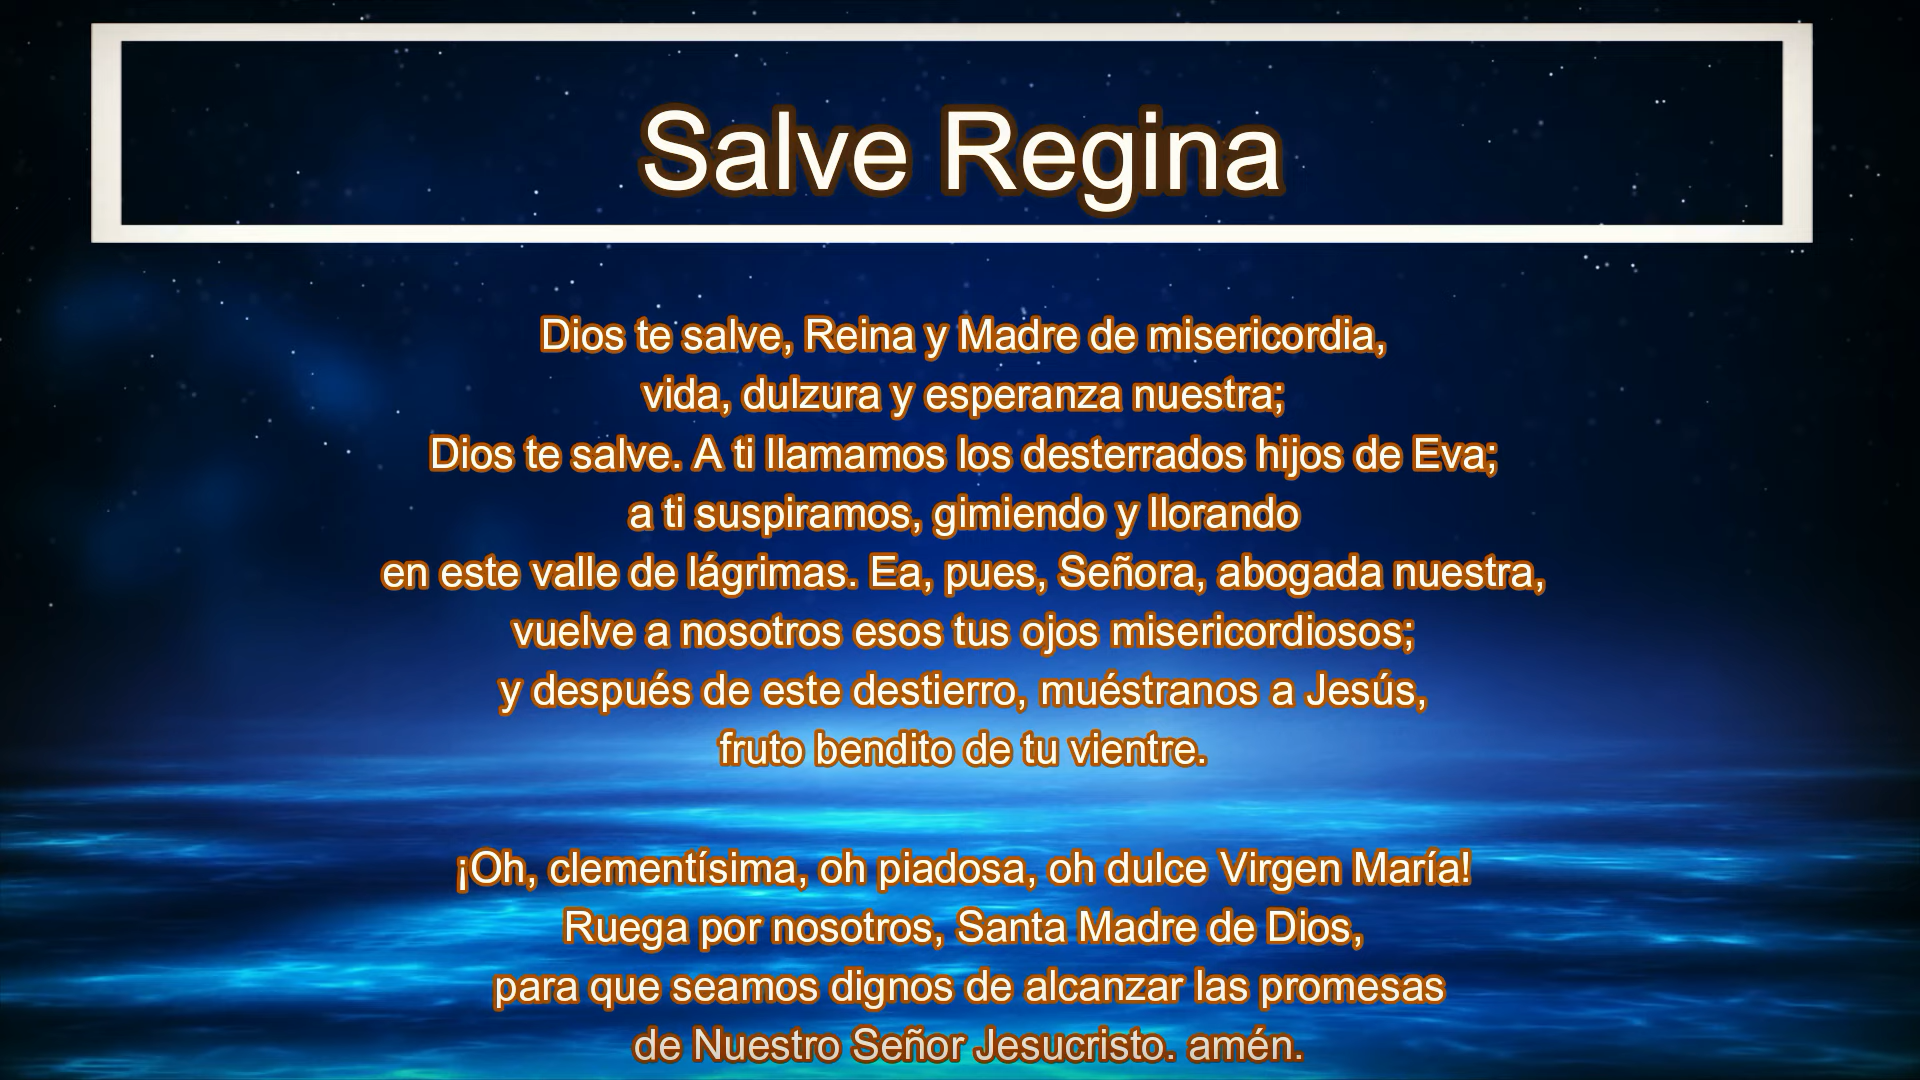 Salve Regina
Dios te salve, Reina y Madre de misericordia,
vida, dulzura y esperanza nuestra;
Dios te salve. A ti llamamos los desterrados hijos de Eva;
a ti suspiramos, gimiendo y llorando
en este valle de lágrimas. Ea, pues, Señora, abogada nuestra,
vuelve a nosotros esos tus ojos misericordiosos;
y después de este destierro, muéstranos a Jesús,
fruto bendito de tu vientre.
¡Oh, clementísima, oh piadosa, oh dulce Virgen María!
Ruega por nosotros, Santa Madre de Dios,
para que seamos dignos de alcanzar las promesas
de Nuestro Señor Jesucristo. amén.